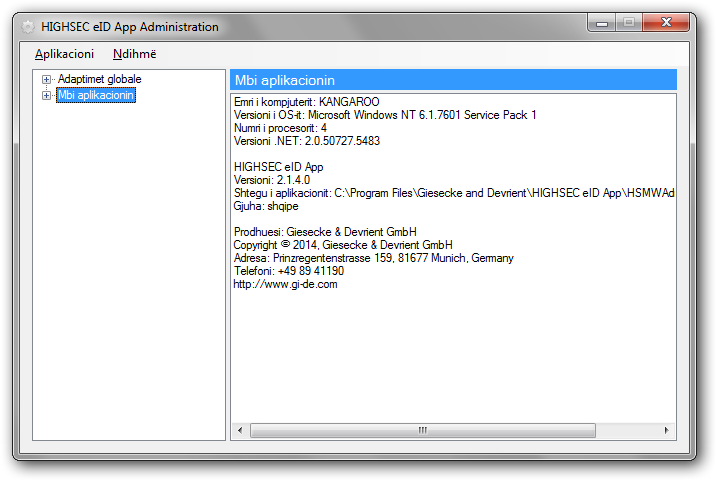 HIGHSEC eID App Administration
Aplikacioni Ndihmë
Adaptimet globale
Mbi aplikacionin
Mbi aplikacionin
Emri i kompjuterit: KANGAROO
Versioni i OS-it: Microsoft Windows NT 6.1.7601 Service Pack 1
Numri i procesorit: 4
Versioni .NET: 2.0.50727.5483
HIGHSEC eID App
Versioni: 2.1.4.0
Shtegu i aplikacionit: C:\Program Files\Giesecke and Devrient\HIGHSEC eID App\HSMWAd
Gjuha: shqipe
Prodhuesi: Giesecke & Devrient GmbH
Copyright © 2014, Giesecke & Devrient GmbH
Adresa: Prinzregentenstrasse 159, 81677 Munich, Germany
Telefoni: +49 89 41190
http://www.gi-de.com